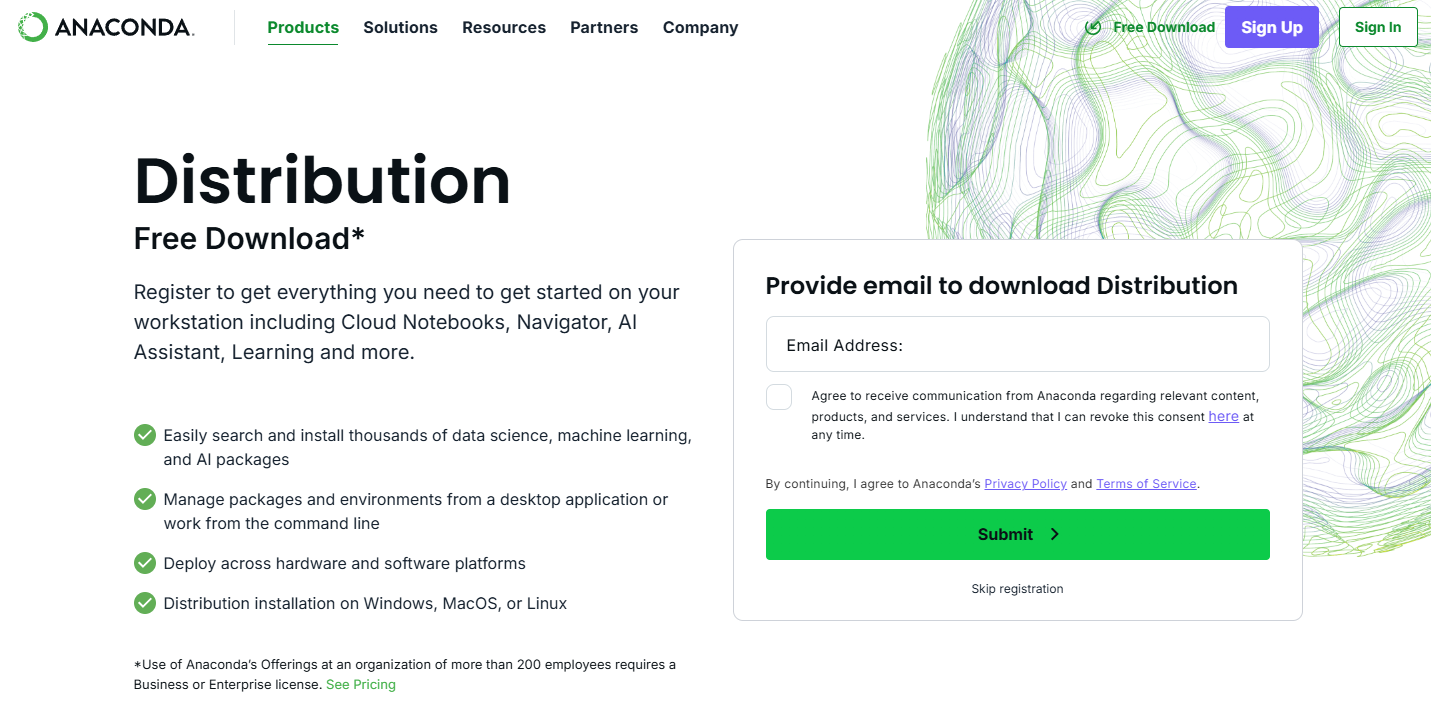 ANACONDA.
Products
Solutions
Resources
Partners
Company
Free Download
Sign Up
Sign In
Distribution
Free Download*
Register to get everything you need to get started on your
workstation including Cloud Notebooks, Navigator, AI
Assistant, Learning and more.
Easily search and install thousands of data science, machine learning,
and AI packages
Manage packages and environments from a desktop application or
work from the command line
Deploy across hardware and software platforms
Distribution installation on Windows, MacOS, or Linux
*Use of Anaconda’s Offerings at an organization of more than 200 employees requires a
Business or Enterprise license. See Pricing
Provide email to download Distribution
Email Address:
Agree to receive communication from Anaconda regarding relevant content,
products, and services. I understand that I can revoke this consent here at
any time.
By continuing, I agree to Anaconda’s Privacy Policy and Terms of Service.
Submit
Skip registration